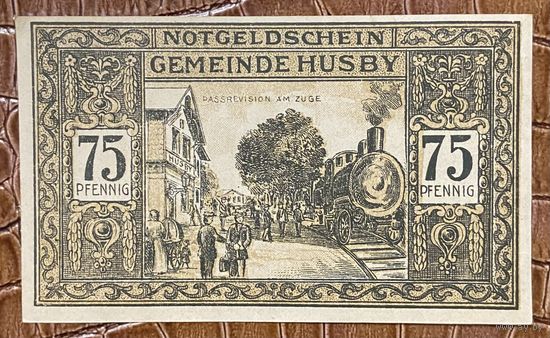 NOTGELDSCHEIN
GEMEINDE HUSBY
PASSREVISION AM ZUGE
75
PFENNIG
75
PFENNIG